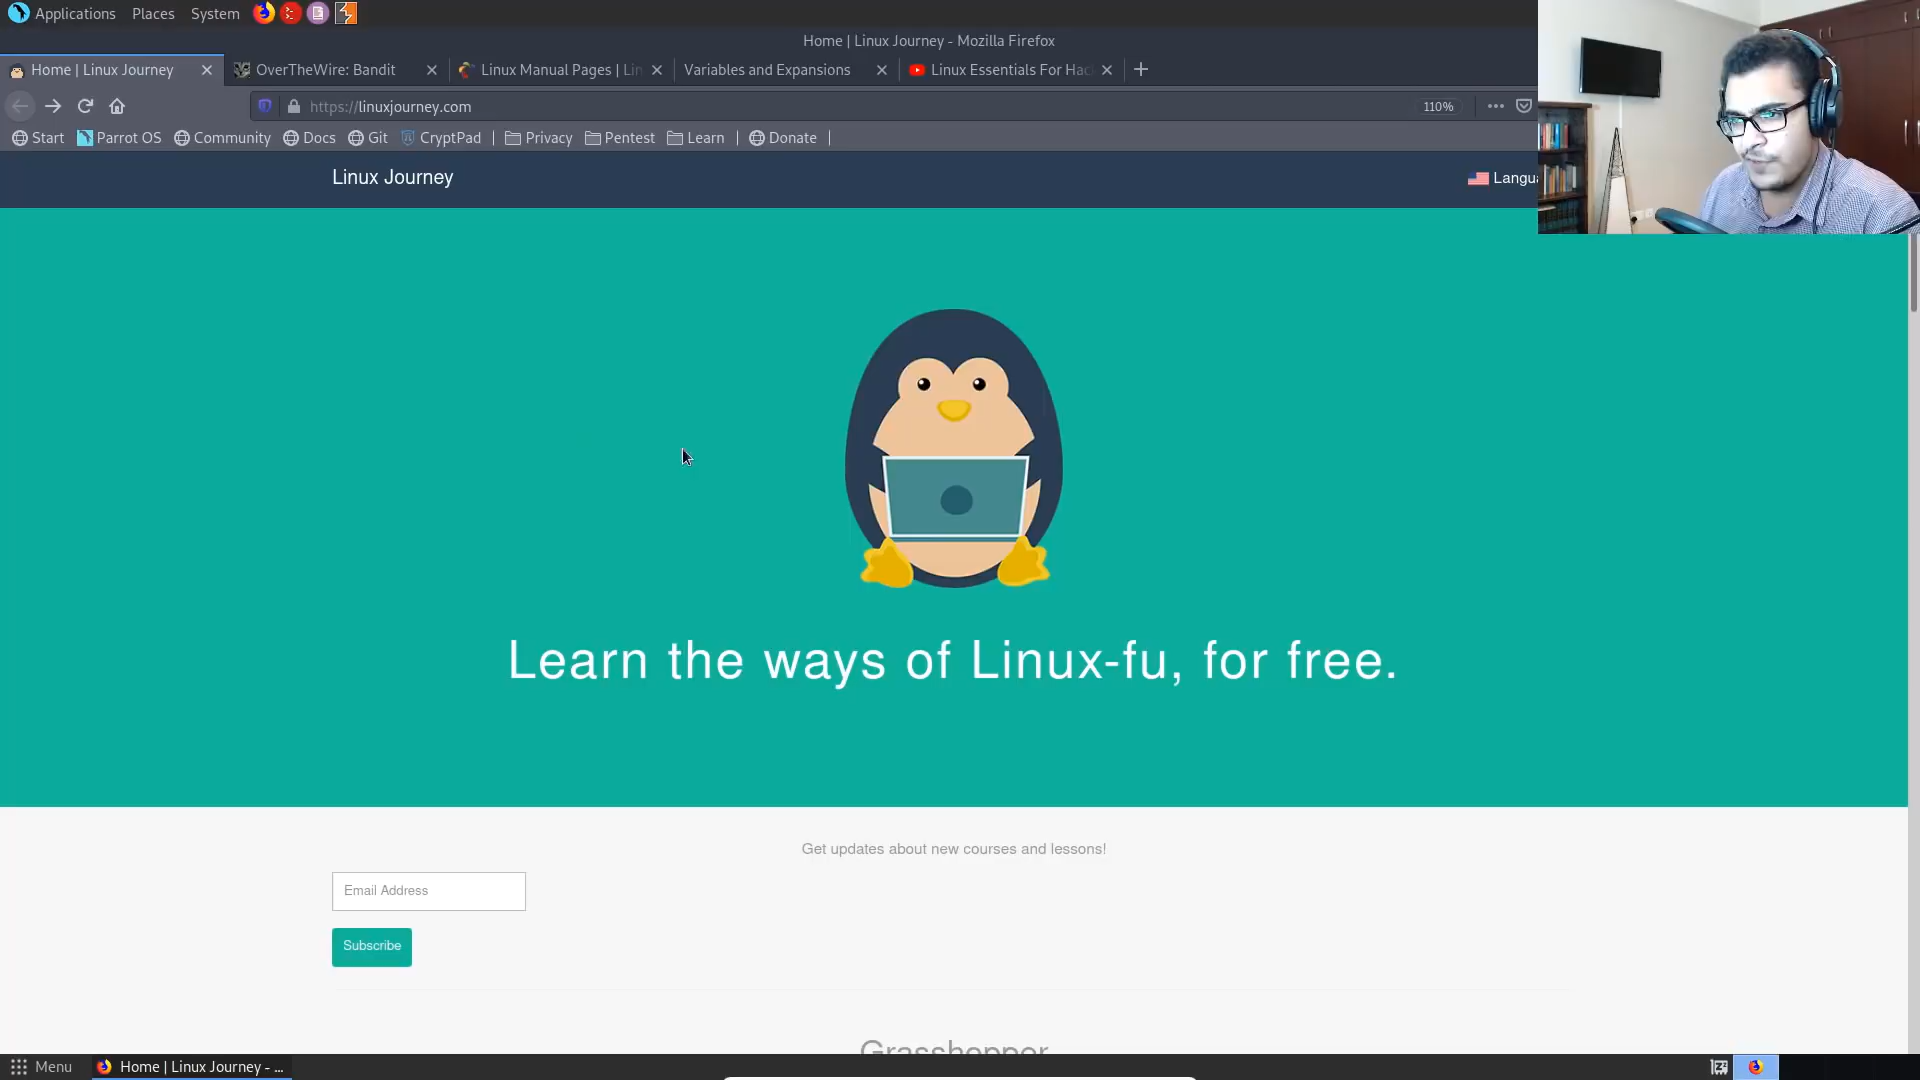 Applications Places System
Home | Linux Journey - Mozilla Firefox
Home | Linux Journey OverTheWire: Bandit Linux Manual Pages | Lin Variables and Expansions Linux Essentials For Hac
https://linuxjourney.com 110%
Start Parrot OS Community Docs Git CryptPad Privacy Pentest Learn Donate
Linux Journey Langua
Learn the ways of Linux-fu, for free.
Get updates about new courses and lessons!
Email Address
Subscribe
Grasshopper
Menu Home | Linux Journey - ...